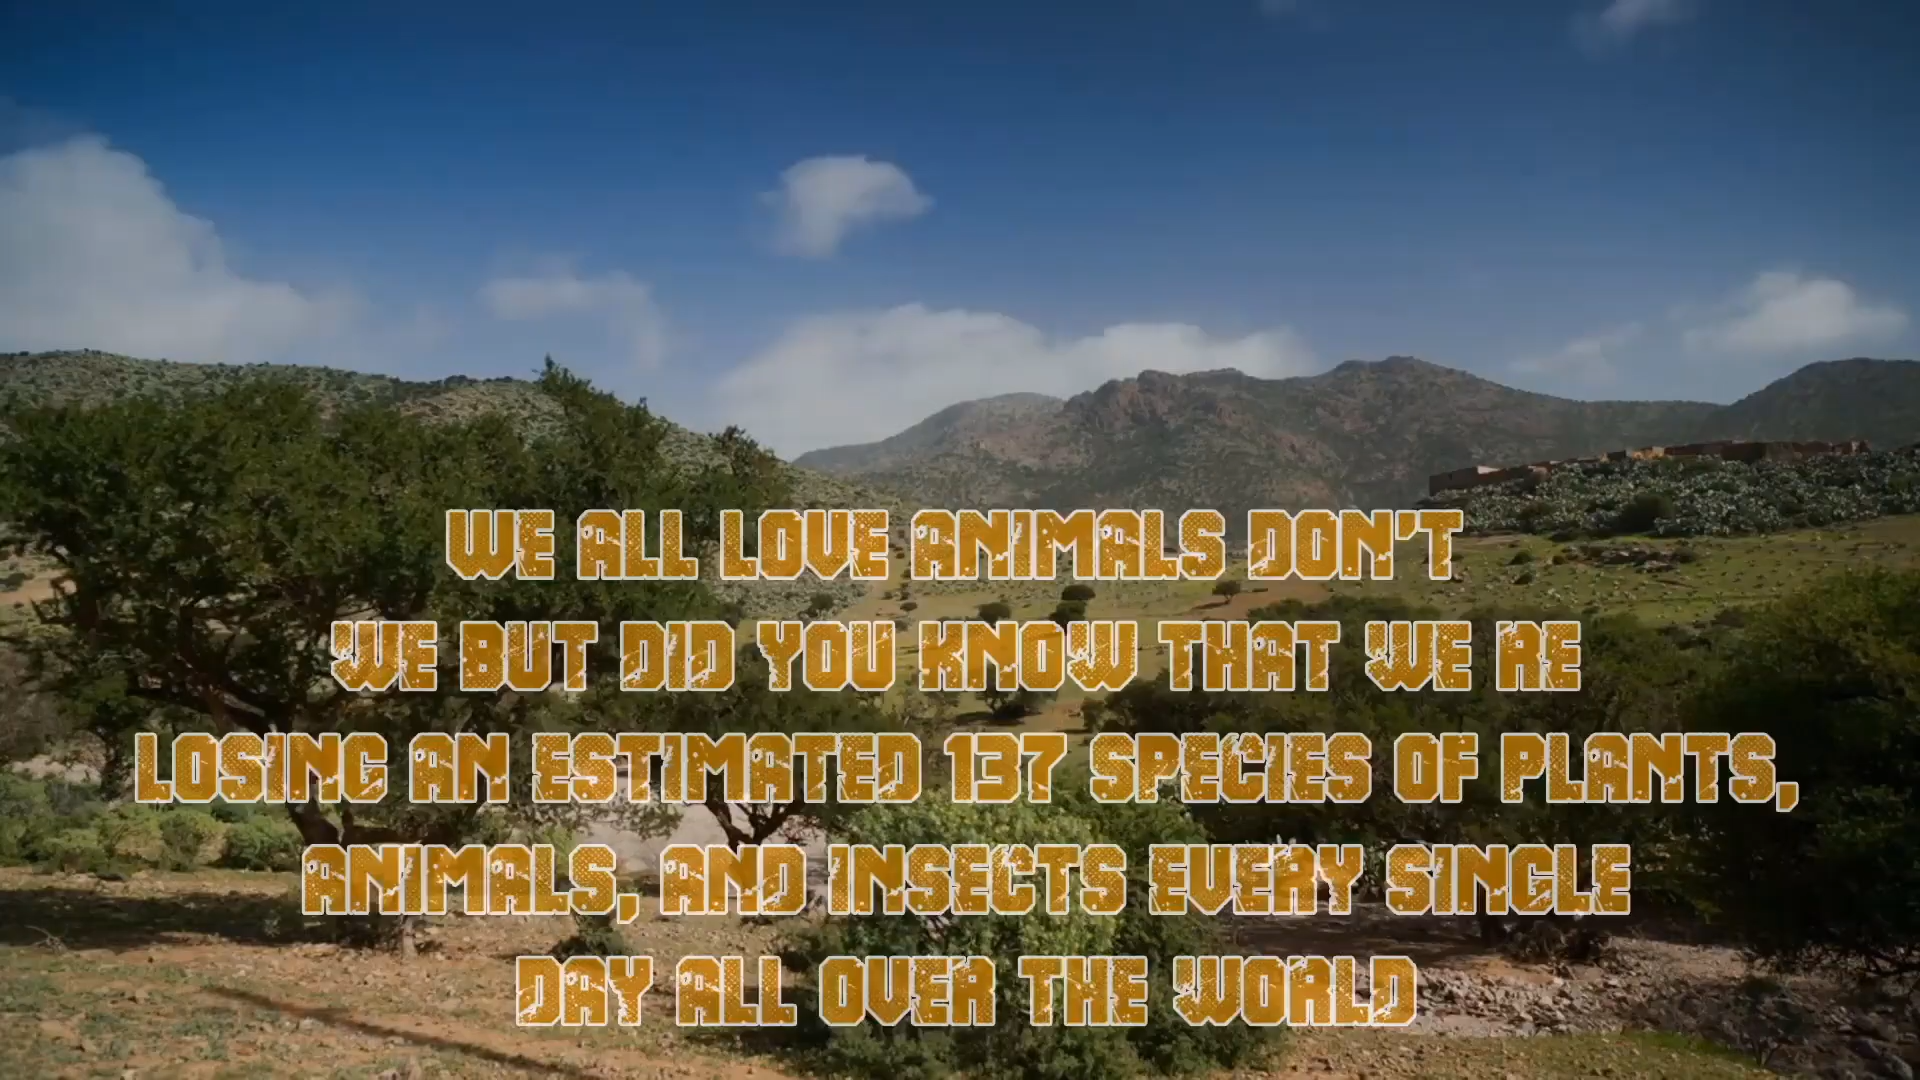 WE ALL LOVE ANIMALS DON'T
WE BUT DID YOU KNOW THAT WE RE
LOSING AN ESTIMATED 137 SPECIES OF PLANTS,
ANIMALS, AND INSECTS EVERY SINGLE
DAY ALL OVER THE WORLD